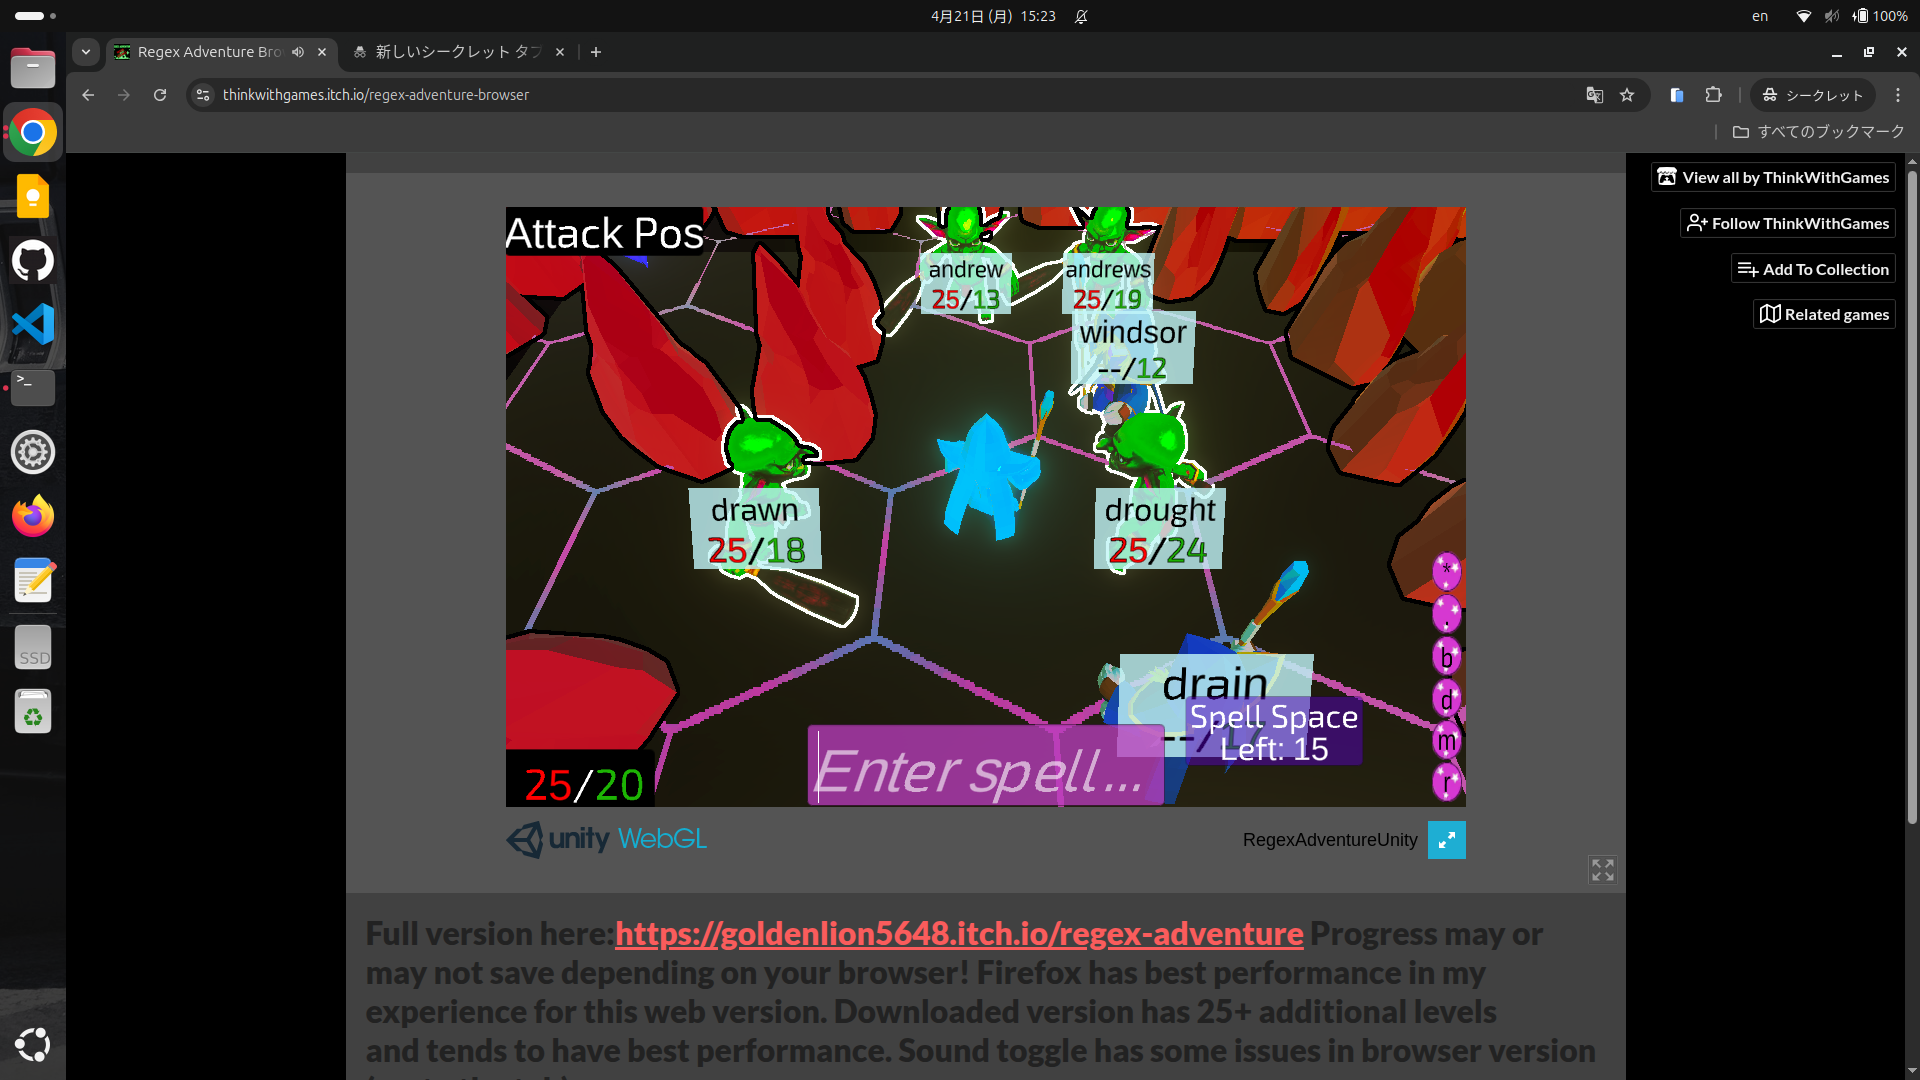 4月21日 (月) 15:23
en
100%
Regex Adventure Bro
新しいシークレット タブ
thinkwithgames.itch.io/regex-adventure-browser
シークレット
すべてのブックマーク
View all by ThinkWithGames
Follow ThinkWithGames
Add To Collection
Related games
Attack Pos
andrew
25/13
andrews
25/19
windsor
--/12
drawn
25/18
drought
25/24
drain
--/17
Spell Space
Left: 15
Enter spell...
25/20
*
.
b
d
m
r
unity WebGL
RegexAdventureUnity
SSD
Full version here:https://goldenlion5648.itch.io/regex-adventure Progress may or
may not save depending on your browser! Firefox has best performance in my
experience for this web version. Downloaded version has 25+ additional levels
and tends to have best performance. Sound toggle has some issues in browser version